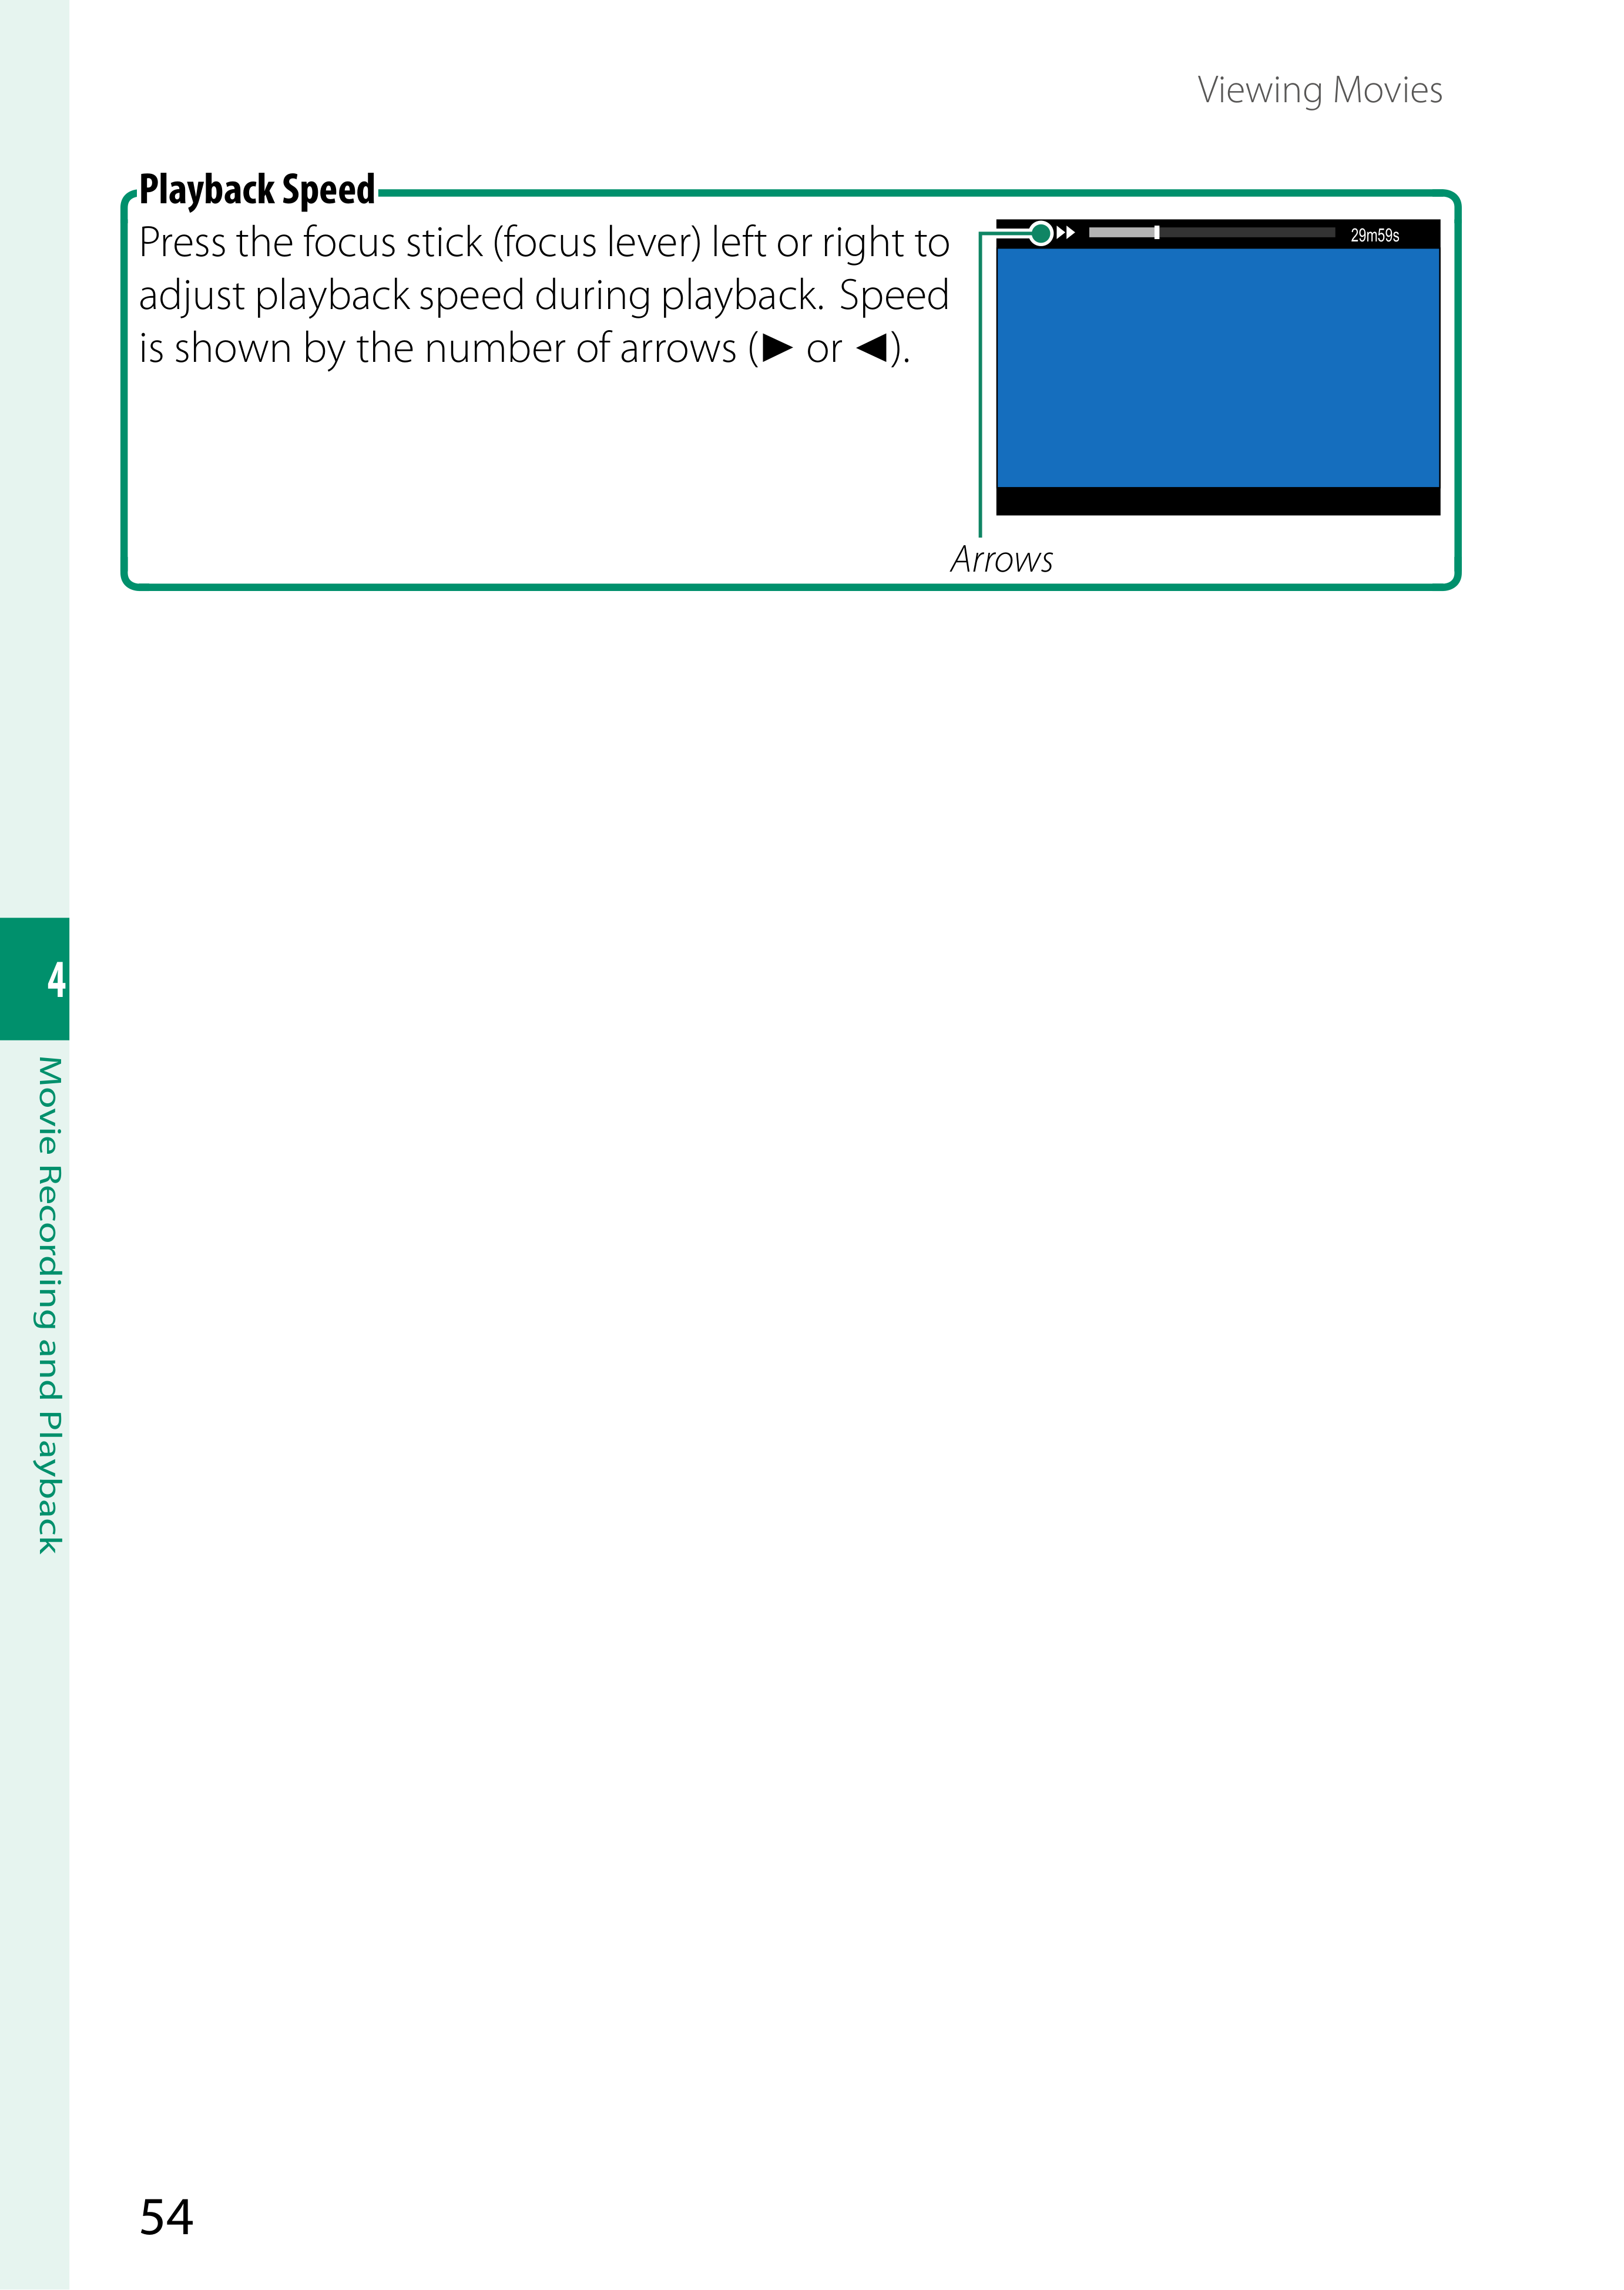 Viewing Movies
Playback Speed
Press the focus stick (focus lever) left or right to
adjust playback speed during playback. Speed
is shown by the number of arrows (▶ or ◀).
29m59s
Arrows
4
Movie Recording and Playback
54